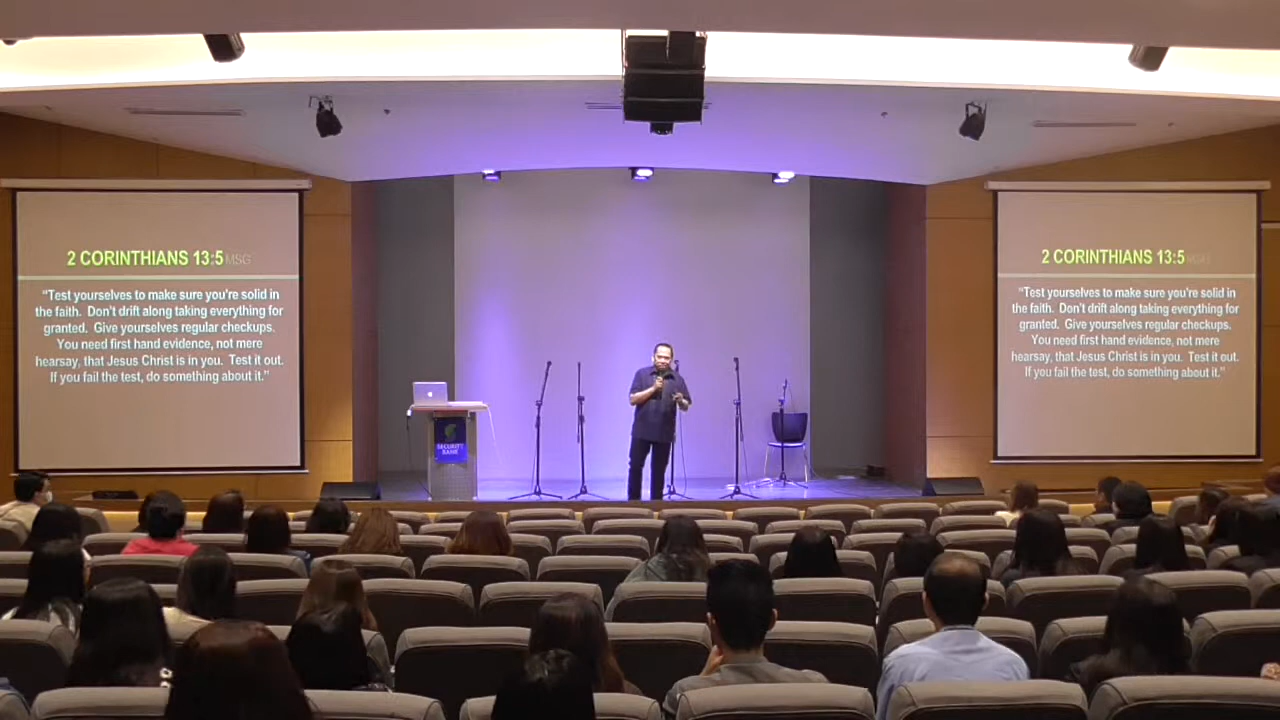 2 CORINTHIANS 13:5 MSG
“Test yourselves to make sure you're solid in
the faith. Don't drift along taking everything for
granted. Give yourselves regular checkups.
You need first hand evidence, not mere
hearsay, that Jesus Christ is in you. Test it out.
If you fail the test, do something about it.”
SECURITY
BANK
2 CORINTHIANS 13:5 MSG
“Test yourselves to make sure you're solid in
the faith. Don't drift along taking everything for
granted. Give yourselves regular checkups.
You need first hand evidence, not mere
hearsay, that Jesus Christ is in you. Test it out.
If you fail the test, do something about it.”